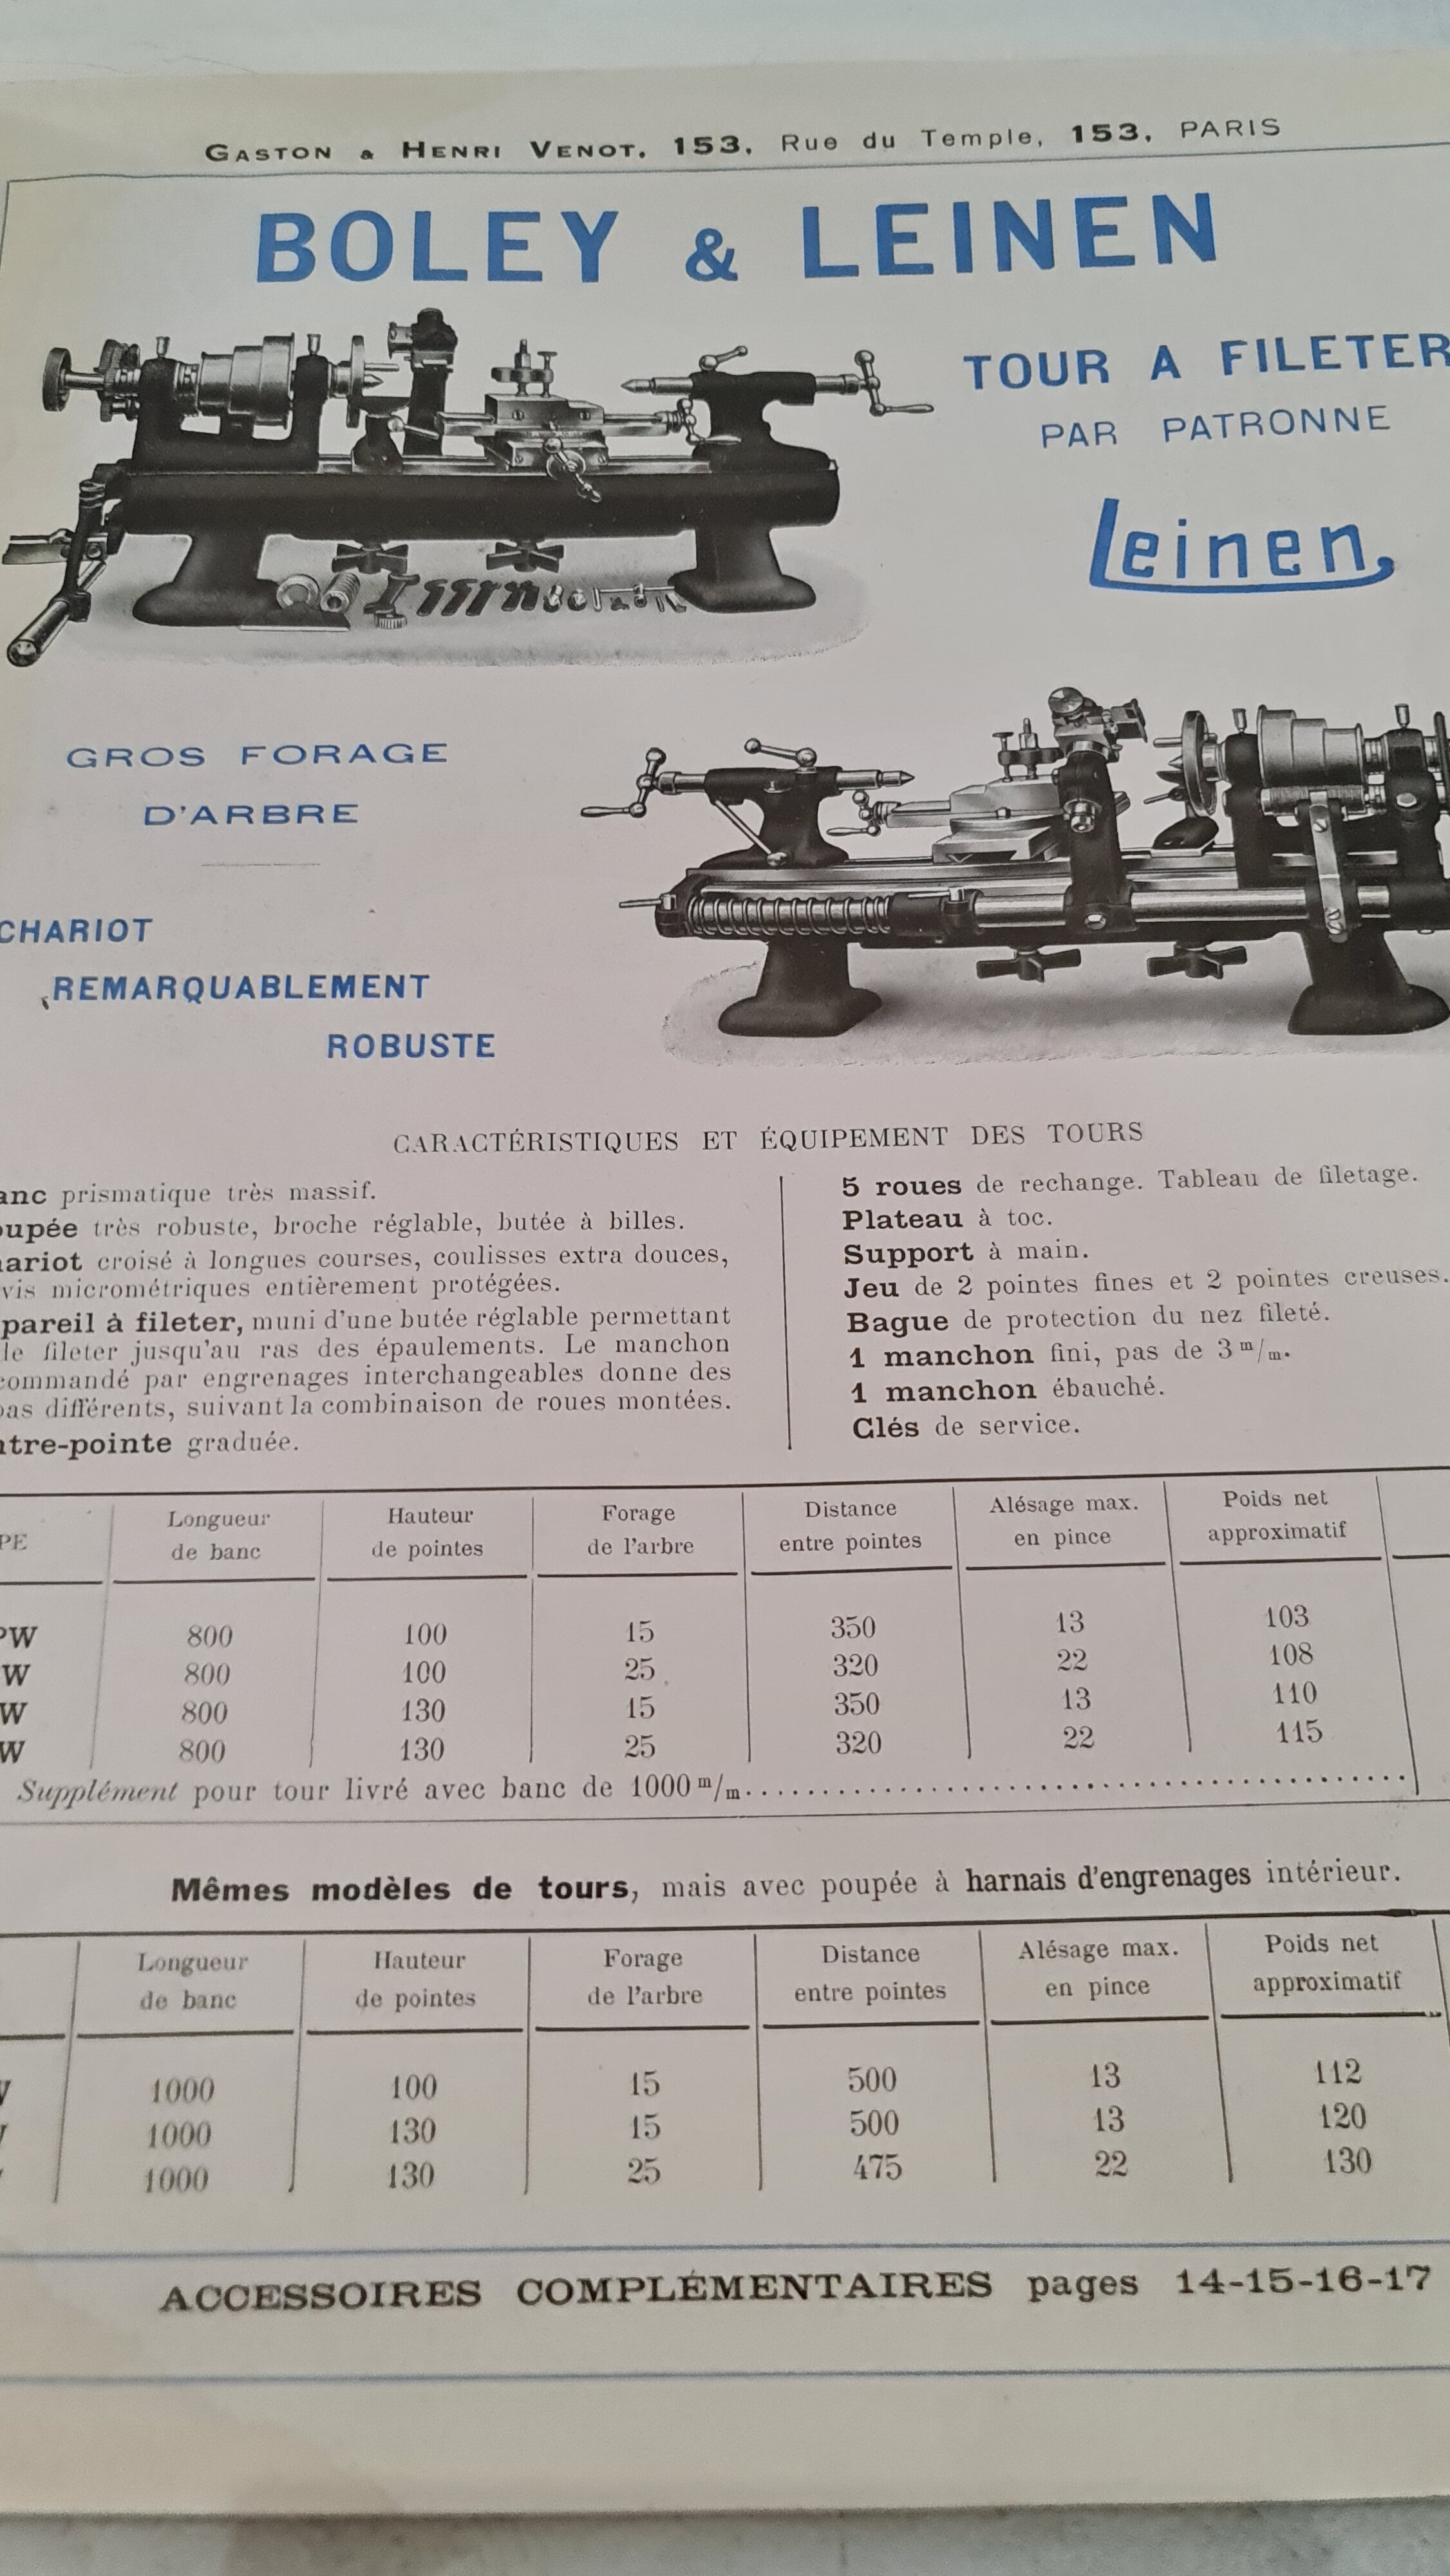 GASTON & HENRI VENOT, 153, Rue du Temple, 153, PARIS
BOLEY & LEINEN
TOUR A FILETER
PAR PATRONNE
Leinen
GROS FORAGE
D'ARBRE
CHARIOT
REMARQUABLEMENT
ROBUSTE
CARACTÉRISTIQUES ET ÉQUIPEMENT DES TOURS
anc prismatique très massif.
oupée très robuste, broche réglable, butée à billes.
ariot croisé à longues courses, coulisses extra douces,
vis micrométriques entièrement protégées.
pareil à fileter, muni d'une butée réglable permettant
le fileter jusqu'au ras des épaulements. Le manchon
commandé par engrenages interchangeables donne des
pas différents, suivant la combinaison de roues montées.
ntre-pointe graduée.
5 roues de rechange. Tableau de filetage.
Plateau à toc.
Support à main.
Jeu de 2 pointes fines et 2 pointes creuses.
Bague de protection du nez fileté.
1 manchon fini, pas de 3 m/m.
1 manchon ébauché.
Clés de service.
PE Longueur de banc Hauteur de pointes Forage de l'arbre Distance entre pointes Alésage max. en pince Poids net approximatif
PW 800 100 15 350 13 103
W 800 100 25 320 22 108
W 800 130 15 350 13 110
W 800 130 25 320 22 115
Supplément pour tour livré avec banc de 1000 m/m
Mêmes modèles de tours, mais avec poupée à harnais d'engrenages intérieur.
Longueur de banc Hauteur de pointes Forage de l'arbre Distance entre pointes Alésage max. en pince Poids net approximatif
1000 100 15 500 13 112
1000 130 15 500 13 120
1000 130 25 475 22 130
ACCESSOIRES COMPLÉMENTAIRES pages 14-15-16-17